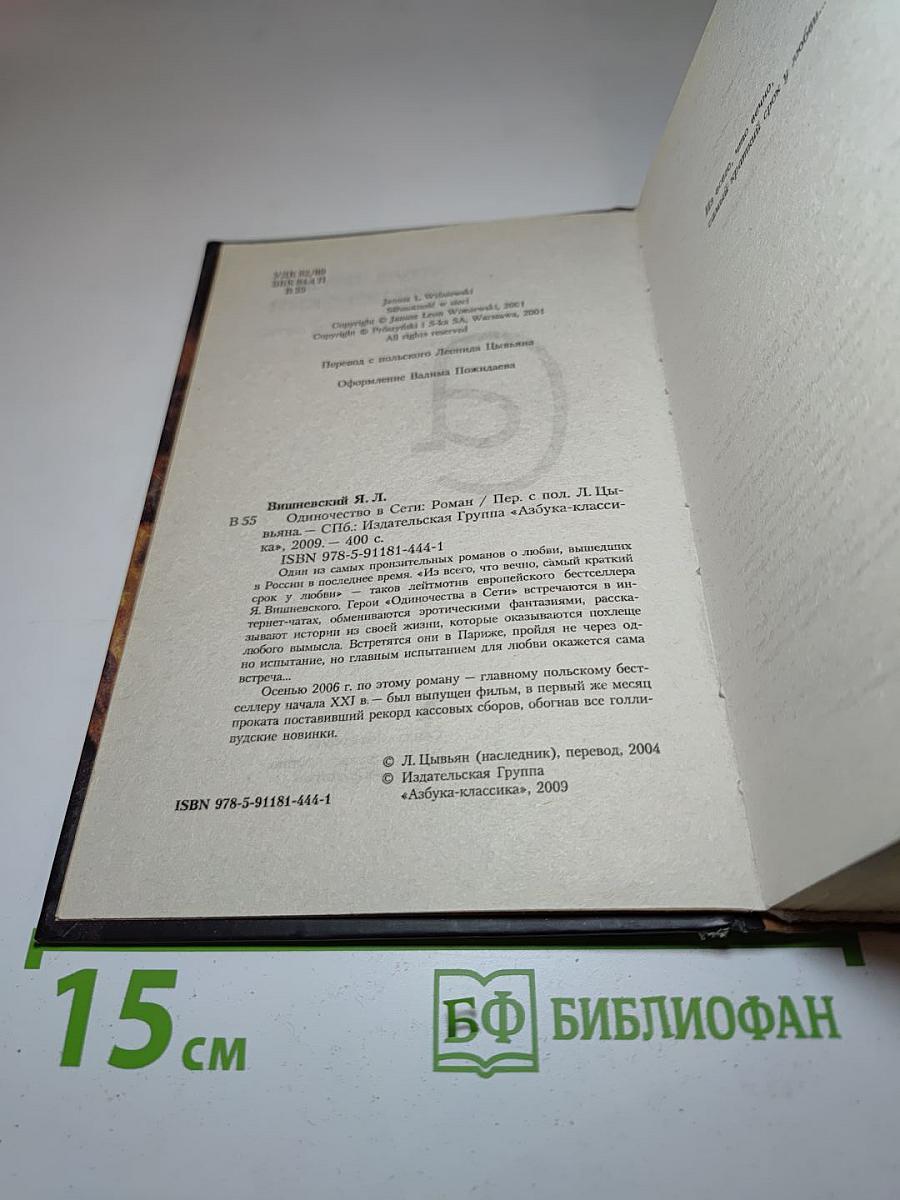 УДК 82/89
ББК 84.4 П
В 55
Janusz L. Wiśniewski
S@motność w sieci
Copyright © Janusz Leon Wiśniewski, 2001
Copyright © Prószyński i S-ka SA, Warszawa, 2001
All rights reserved
Перевод с польского Леонида Цывьяна
Оформление Вадима Пожидаева
Вишневский Я. Л.
В 55 Одиночество в Сети: Роман / Пер. с пол. Л. Цы-
вьяна. — СПб.: Издательская Группа «Азбука-класси-
ка», 2009. — 400 с.
ISBN 978-5-91181-444-1
Один из самых пронзительных романов о любви, вышедших
в России в последнее время. «Из всего, что вечно, самый краткий
срок у любви» — таков лейтмотив европейского бестселлера
Я. Вишневского. Герои «Одиночества в Сети» встречаются в ин-
тернет-чатах, обмениваются эротическими фантазиями, расска-
зывают истории из своей жизни, которые оказываются похлеще
любого вымысла. Встретятся они в Париже, пройдя не через од-
но испытание, но главным испытанием для любви окажется сама
встреча...
Осенью 2006 г. по этому роману — главному польскому бест-
селлеру начала XXI в. — был выпущен фильм, в первый же месяц
проката поставивший рекорд кассовых сборов, обогнав все голли-
вудские новинки.
© Л. Цывьян (наследник), перевод, 2004
© Издательская Группа
«Азбука-классика», 2009
ISBN 978-5-91181-444-1
Из всего, что вечно,
самый краткий срок у любви...
15 см
БФ БИБЛИОФАН